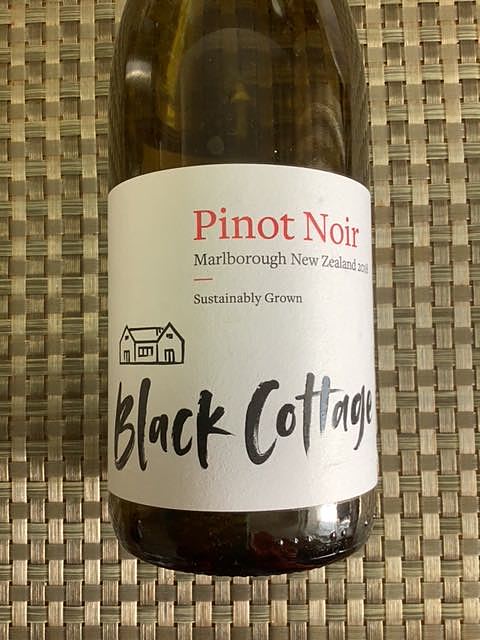 Pinot Noir
Marlborough New Zealand 2018
Sustainably Grown
Black Cottage